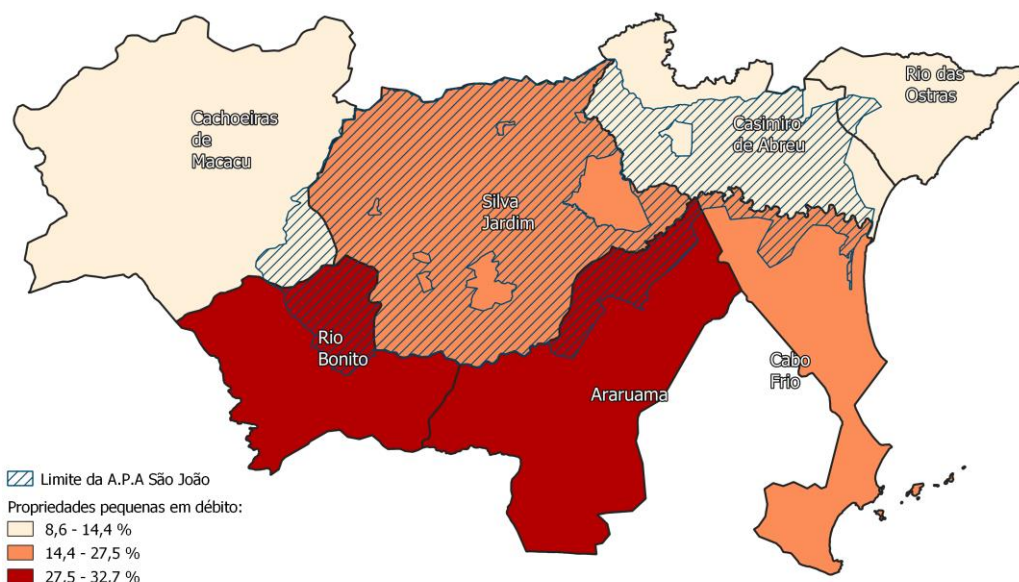 Rio das
Ostras
Cachoeiras
de
Macacu
Casimiro
de Abreu
Silva
Jardim
Rio
Bonito
Cabo
Frio
Araruama
Limite da A.P.A São João
Propriedades pequenas em débito:
8,6 - 14,4 %
14,4 - 27,5 %
27,5 - 32,7 %